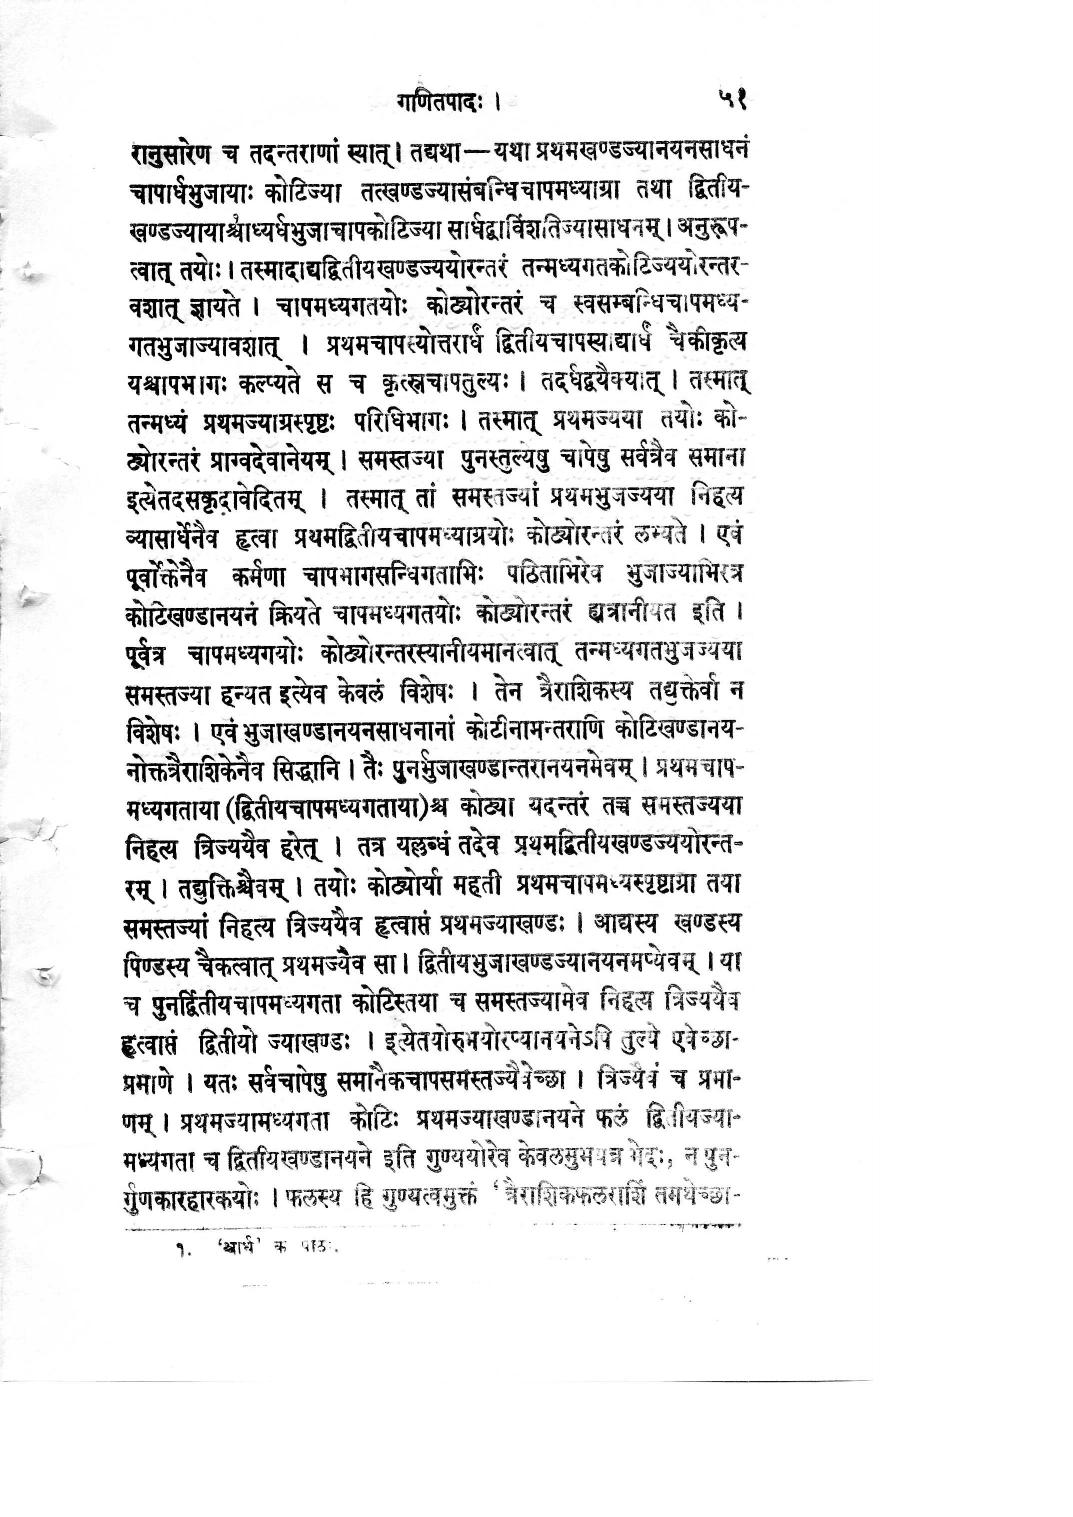 गणितपादः । ५१
रानुसारेण च तदन्तराणां स्यात् । तद्यथा — यथा प्रथमखण्डज्यानयनसाधनं
चापार्धभुजायाः कोटिज्या तत्खण्डज्यासंबन्धिचापमध्याग्रा तथा द्वितीय-
खण्डज्यायाश्चाध्यर्धभुजाचापकोटिज्या सार्धद्वाविंशतिज्यासाधनम् । अनुरूप-
त्वात् तयोः । तस्मादाद्यद्वितीयखण्डज्ययोरन्तरं तन्मध्यगतकोटिज्ययोरन्तर-
वशात् ज्ञायते । चापमध्यगतयोः कोट्योरन्तरं च स्वसम्बन्धिचापमध्य-
गतभुजाज्यावशात् । प्रथमचापस्योत्तरार्धं द्वितीयचापस्याद्यार्धं चैकीकृत्य
यश्चापभागः कल्प्यते स च कृत्स्नचापतुल्यः । तदर्धद्वयैक्यात् । तस्मात्
तन्मध्यं प्रथमज्याग्रस्पृष्टः परिधिभागः । तस्मात् प्रथमज्यया तयोः को-
ट्योरन्तरं प्राग्वदेवानेयम् । समस्तज्या पुनस्तुल्येषु चापेषु सर्वत्रैव समाना
इत्येतदसकृदावेदितम् । तस्मात् तां समस्तज्यां प्रथमभुजज्यया निहत्य
व्यासार्धेनैव हृत्वा प्रथमद्वितीयचापमध्याग्रयोः कोट्योरन्तरं लभ्यते । एवं
पूर्वोक्तेनैव कर्मणा चापभागसन्धिगताभिः पठिताभिरेव भुजाज्याभिरत्र
कोटिखण्डानयनं क्रियते चापमध्यगतयोः कोट्योरन्तरं ह्यत्रानीयत इति ।
पूर्वत्र चापमध्यगयोः कोट्योरन्तरस्यानीयमानत्वात् तन्मध्यगतभुजज्यया
समस्तज्या हन्यत इत्येव केवलं विशेषः । तेन त्रैराशिकस्य तद्युक्तेर्वा न
विशेषः । एवं भुजाखण्डानयनसाधनानां कोटीनामन्तराणि कोटिखण्डानय-
नोक्तत्रैराशिकेनैव सिद्धानि । तैः पुनर्भुजाखण्डान्तरानयनमेवम् । प्रथमचाप-
मध्यगताया (द्वितीयचापमध्यगताया)श्च कोट्या यदन्तरं तच्च समस्तज्यया
निहत्य त्रिज्ययैव हरेत् । तत्र यल्लब्धं तदेव प्रथमद्वितीयखण्डज्ययोरन्त-
रम् । तद्युक्तिश्चैवम् । तयोः कोट्योर्या महती प्रथमचापमध्यस्पृष्टाग्रा तया
समस्तज्यां निहत्य त्रिज्ययैव हृत्वाप्तं प्रथमज्याखण्डः । आद्यस्य खण्डस्य
पिण्डस्य चैकत्वात् प्रथमज्यैव सा । द्वितीयभुजाखण्डज्यानयनमप्येवम् । या
च पुनर्द्वितीयचापमध्यगता कोटिस्तया च समस्तज्यामेव निहत्य त्रिज्ययैव
हृत्वाप्तं द्वितीयो ज्याखण्डः । इत्येतयोरुभयोरप्यानयनेऽपि तुल्ये एवेच्छा-
प्रमाणे । यतः सर्वचापेषु समानैकचापसमस्तज्यैवेच्छा । त्रिज्यैवं च प्रमा-
णम् । प्रथमज्यामध्यगता कोटिः प्रथमज्याखण्डानयने फलं द्वितीयज्या-
मध्यगता च द्वितीयखण्डानयने इति गुण्ययोरेव केवलमुभयत्र भेदः, न पुन-
र्गुणकारहारकयोः । फलस्य हि गुण्यत्वमुक्तं ‘त्रैराशिकफलराशिं तमथेच्छा-
१. ‘श्चार्ध’ क पाठः.